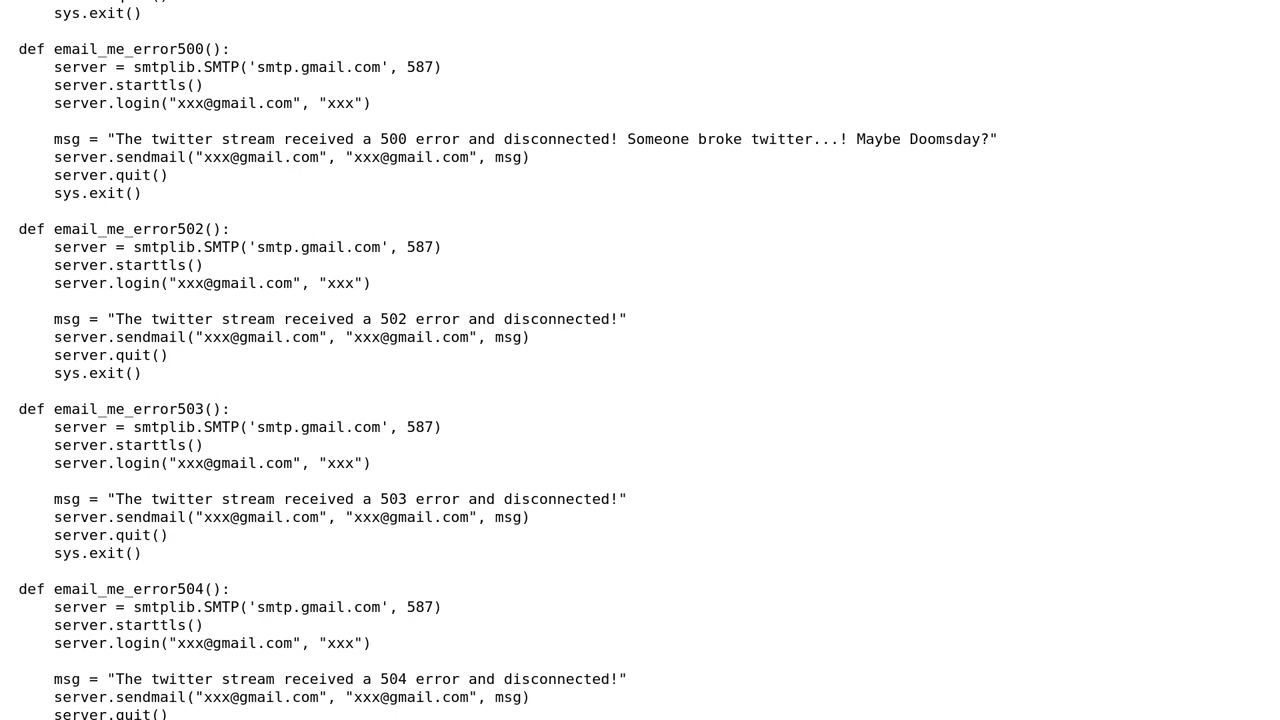 sys.exit()
def email_me_error500():
server = smtplib.SMTP('smtp.gmail.com', 587)
server.starttls()
server.login("xxx@gmail.com", "xxx")
msg = "The twitter stream received a 500 error and disconnected! Someone broke twitter...! Maybe Doomsday?"
server.sendmail("xxx@gmail.com", "xxx@gmail.com", msg)
server.quit()
sys.exit()
def email_me_error502():
server = smtplib.SMTP('smtp.gmail.com', 587)
server.starttls()
server.login("xxx@gmail.com", "xxx")
msg = "The twitter stream received a 502 error and disconnected!"
server.sendmail("xxx@gmail.com", "xxx@gmail.com", msg)
server.quit()
sys.exit()
def email_me_error503():
server = smtplib.SMTP('smtp.gmail.com', 587)
server.starttls()
server.login("xxx@gmail.com", "xxx")
msg = "The twitter stream received a 503 error and disconnected!"
server.sendmail("xxx@gmail.com", "xxx@gmail.com", msg)
server.quit()
sys.exit()
def email_me_error504():
server = smtplib.SMTP('smtp.gmail.com', 587)
server.starttls()
server.login("xxx@gmail.com", "xxx")
msg = "The twitter stream received a 504 error and disconnected!"
server.sendmail("xxx@gmail.com", "xxx@gmail.com", msg)
server.quit()